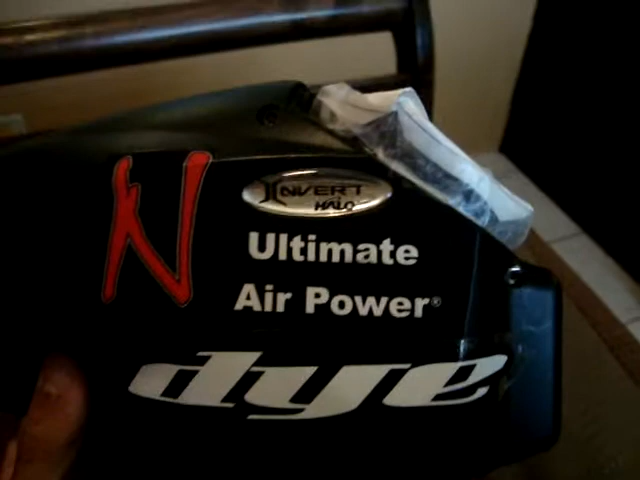 N
INVERT
HALO
Ultimate
Air Power®
dye